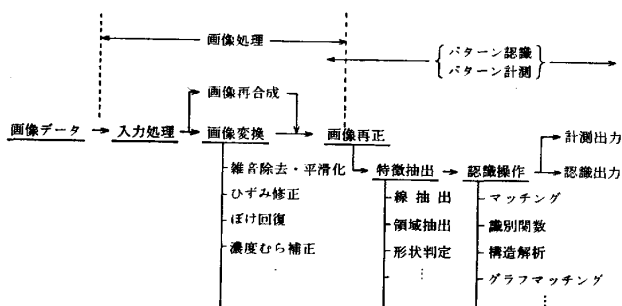 画像処理
パターン認識
パターン計測
画像再合成
画像データ
入力処理
画像変換
画像再正
計測出力
認識出力
雑音除去・平滑化
ひずみ修正
ぼけ回復
濃度むら補正
特徴抽出
線抽出
領域抽出
形状判定
⋮
認識操作
マッチング
識別関数
構造解析
グラフマッチング
⋮